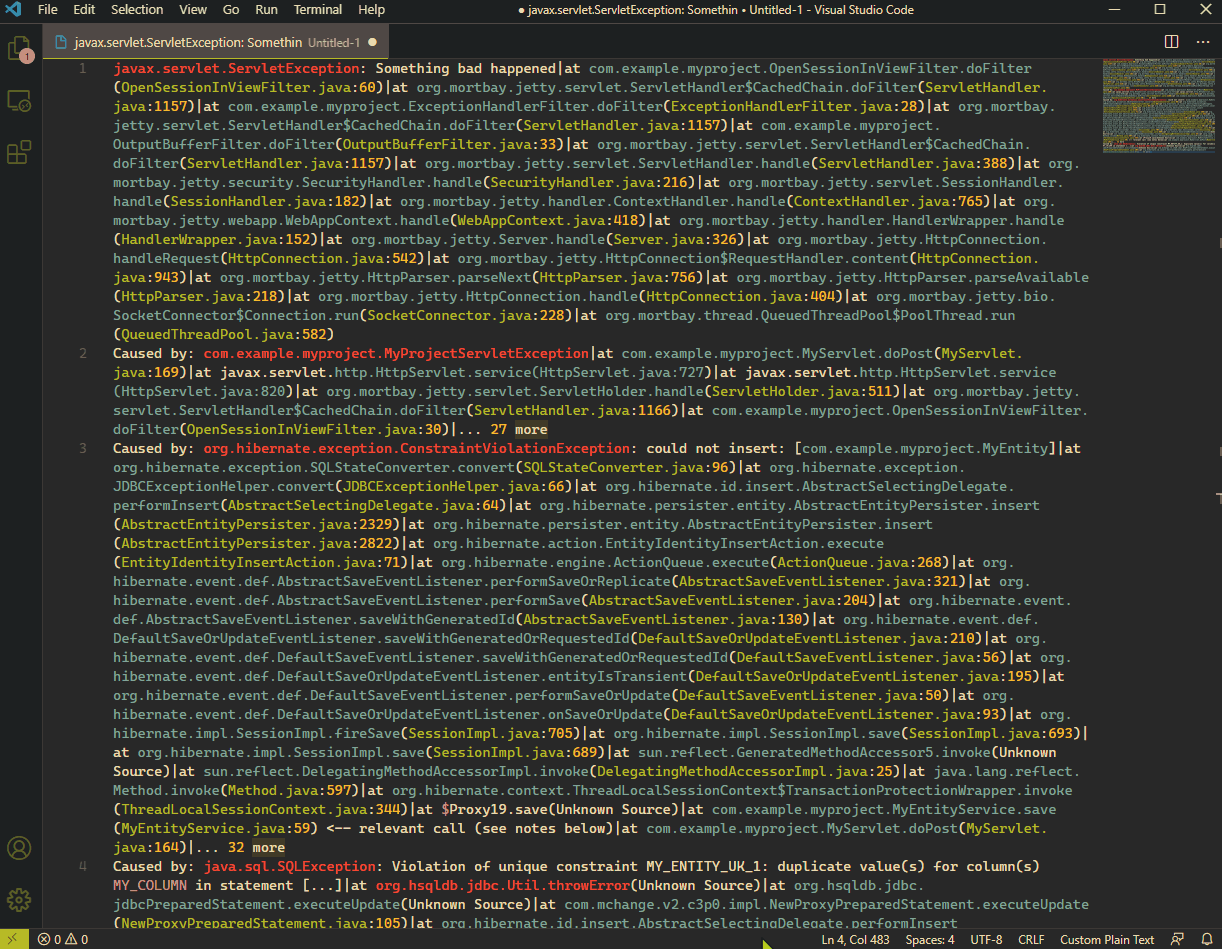 File Edit Selection View Go Run Terminal Help
● javax.servlet.ServletException: Somethin • Untitled-1 - Visual Studio Code
1
javax.servlet.ServletException: Somethin Untitled-1 ●
1 javax.servlet.ServletException: Something bad happened|at com.example.myproject.OpenSessionInViewFilter.doFilter
(OpenSessionInViewFilter.java:60)|at org.mortbay.jetty.servlet.ServletHandler$CachedChain.doFilter(ServletHandler.
java:1157)|at com.example.myproject.ExceptionHandlerFilter.doFilter(ExceptionHandlerFilter.java:28)|at org.mortbay.
jetty.servlet.ServletHandler$CachedChain.doFilter(ServletHandler.java:1157)|at com.example.myproject.
OutputBufferFilter.doFilter(OutputBufferFilter.java:33)|at org.mortbay.jetty.servlet.ServletHandler$CachedChain.
doFilter(ServletHandler.java:1157)|at org.mortbay.jetty.servlet.ServletHandler.handle(ServletHandler.java:388)|at org.
mortbay.jetty.security.SecurityHandler.handle(SecurityHandler.java:216)|at org.mortbay.jetty.servlet.SessionHandler.
handle(SessionHandler.java:182)|at org.mortbay.jetty.handler.ContextHandler.handle(ContextHandler.java:765)|at org.
mortbay.jetty.webapp.WebAppContext.handle(WebAppContext.java:418)|at org.mortbay.jetty.handler.HandlerWrapper.handle
(HandlerWrapper.java:152)|at org.mortbay.jetty.Server.handle(Server.java:326)|at org.mortbay.jetty.HttpConnection.
handleRequest(HttpConnection.java:542)|at org.mortbay.jetty.HttpConnection$RequestHandler.content(HttpConnection.
java:943)|at org.mortbay.jetty.HttpParser.parseNext(HttpParser.java:756)|at org.mortbay.jetty.HttpParser.parseAvailable
(HttpParser.java:218)|at org.mortbay.jetty.HttpConnection.handle(HttpConnection.java:404)|at org.mortbay.jetty.bio.
SocketConnector$Connection.run(SocketConnector.java:228)|at org.mortbay.thread.QueuedThreadPool$PoolThread.run
(QueuedThreadPool.java:582)
2 Caused by: com.example.myproject.MyProjectServletException|at com.example.myproject.MyServlet.doPost(MyServlet.
java:169)|at javax.servlet.http.HttpServlet.service(HttpServlet.java:727)|at javax.servlet.http.HttpServlet.service
(HttpServlet.java:820)|at org.mortbay.jetty.servlet.ServletHolder.handle(ServletHolder.java:511)|at org.mortbay.jetty.
servlet.ServletHandler$CachedChain.doFilter(ServletHandler.java:1166)|at com.example.myproject.OpenSessionInViewFilter.
doFilter(OpenSessionInViewFilter.java:30)|... 27 more
3 Caused by: org.hibernate.exception.ConstraintViolationException: could not insert: [com.example.myproject.MyEntity]|at
org.hibernate.exception.SQLStateConverter.convert(SQLStateConverter.java:96)|at org.hibernate.exception.
JDBCExceptionHelper.convert(JDBCExceptionHelper.java:66)|at org.hibernate.id.insert.AbstractSelectingDelegate.
performInsert(AbstractSelectingDelegate.java:64)|at org.hibernate.persister.entity.AbstractEntityPersister.insert
(AbstractEntityPersister.java:2329)|at org.hibernate.persister.entity.AbstractEntityPersister.insert
(AbstractEntityPersister.java:2822)|at org.hibernate.action.EntityIdentityInsertAction.execute
(EntityIdentityInsertAction.java:71)|at org.hibernate.engine.ActionQueue.execute(ActionQueue.java:268)|at org.
hibernate.event.def.AbstractSaveEventListener.performSaveOrReplicate(AbstractSaveEventListener.java:321)|at org.
hibernate.event.def.AbstractSaveEventListener.performSave(AbstractSaveEventListener.java:204)|at org.hibernate.event.
def.AbstractSaveEventListener.saveWithGeneratedId(AbstractSaveEventListener.java:130)|at org.hibernate.event.def.
DefaultSaveOrUpdateEventListener.saveWithGeneratedOrRequestedId(DefaultSaveOrUpdateEventListener.java:210)|at org.
hibernate.event.def.DefaultSaveEventListener.saveWithGeneratedOrRequestedId(DefaultSaveEventListener.java:56)|at org.
hibernate.event.def.DefaultSaveOrUpdateEventListener.entityIsTransient(DefaultSaveOrUpdateEventListener.java:195)|at
org.hibernate.event.def.DefaultSaveEventListener.performSaveOrUpdate(DefaultSaveEventListener.java:50)|at org.
hibernate.event.def.DefaultSaveOrUpdateEventListener.onSaveOrUpdate(DefaultSaveOrUpdateEventListener.java:93)|at org.
hibernate.impl.SessionImpl.fireSave(SessionImpl.java:705)|at org.hibernate.impl.SessionImpl.save(SessionImpl.java:693)|
at org.hibernate.impl.SessionImpl.save(SessionImpl.java:689)|at sun.reflect.GeneratedMethodAccessor5.invoke(Unknown
Source)|at sun.reflect.DelegatingMethodAccessorImpl.invoke(DelegatingMethodAccessorImpl.java:25)|at java.lang.reflect.
Method.invoke(Method.java:597)|at org.hibernate.context.ThreadLocalSessionContext$TransactionProtectionWrapper.invoke
(ThreadLocalSessionContext.java:344)|at $Proxy19.save(Unknown Source)|at com.example.myproject.MyEntityService.save
(MyEntityService.java:59) <-- relevant call (see notes below)|at com.example.myproject.MyServlet.doPost(MyServlet.
java:164)|... 32 more
4 Caused by: java.sql.SQLException: Violation of unique constraint MY_ENTITY_UK_1: duplicate value(s) for column(s)
MY_COLUMN in statement [...]|at org.hsqldb.jdbc.Util.throwError(Unknown Source)|at org.hsqldb.jdbc.
jdbcPreparedStatement.executeUpdate(Unknown Source)|at com.mchange.v2.c3p0.impl.NewProxyPreparedStatement.executeUpdate
(NewProxyPreparedStatement.java:105)|at org.hibernate.id.insert.AbstractSelectingDelegate.performInsert
0 0 Ln 4, Col 483 Spaces: 4 UTF-8 CRLF Custom Plain Text